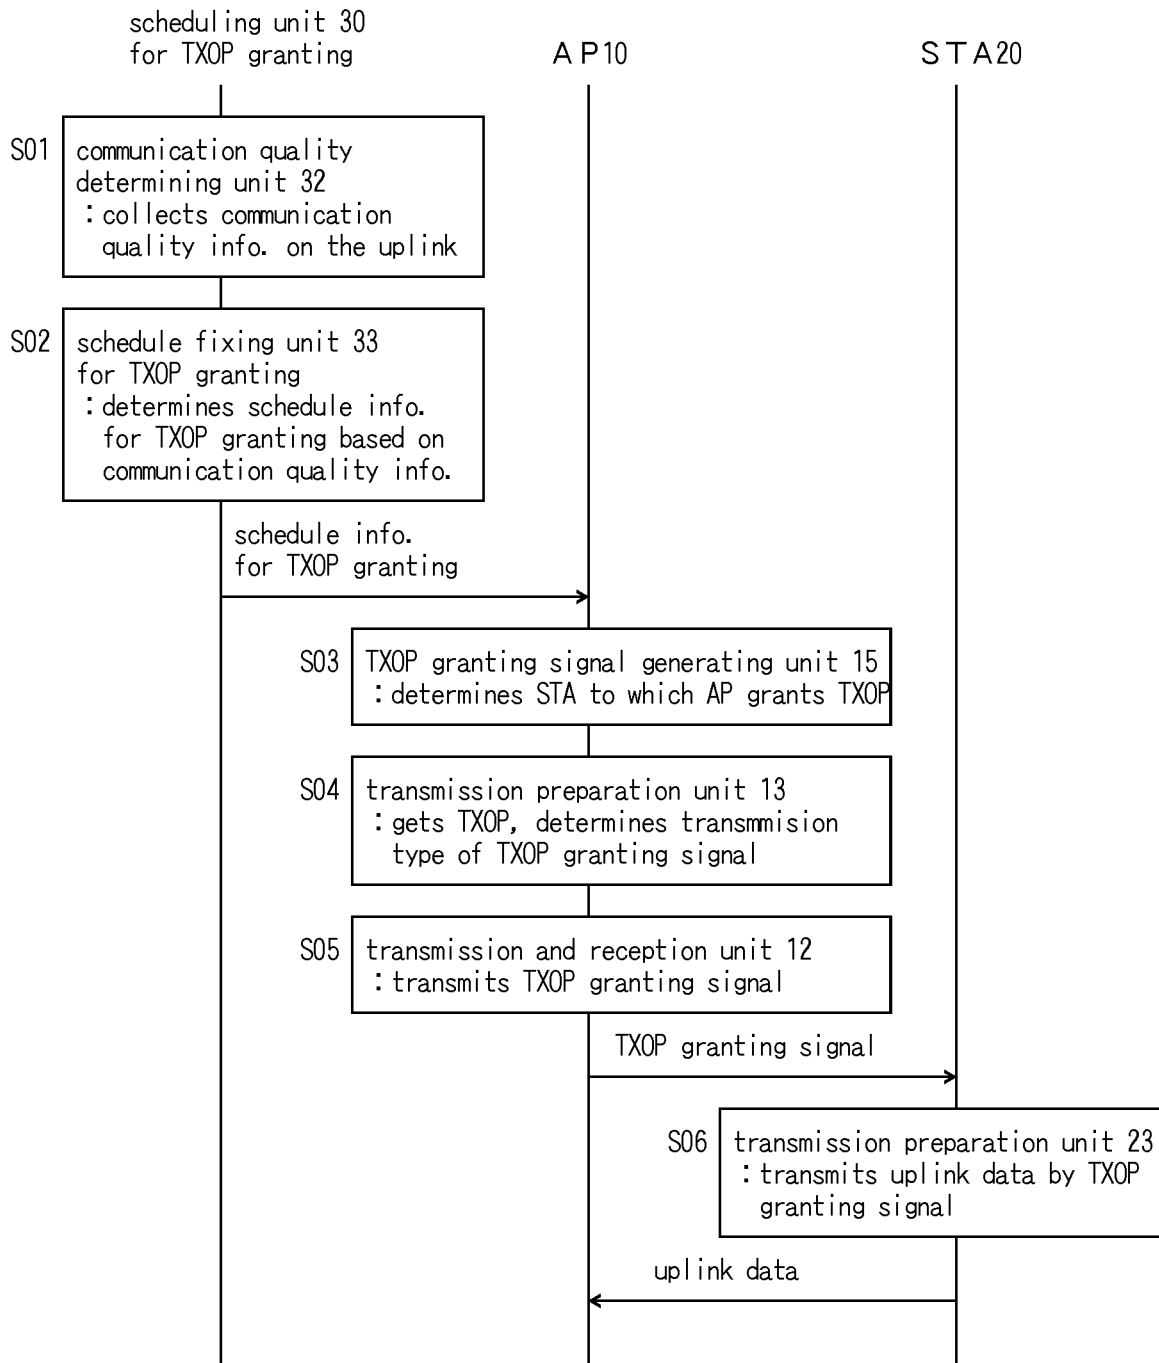 scheduling unit 30
for TXOP granting
AP10
STA20
S01
communication quality
determining unit 32
:collects communication
quality info. on the uplink
S02
schedule fixing unit 33
for TXOP granting
:determines schedule info.
for TXOP granting based on
communication quality info.
schedule info.
for TXOP granting
S03
TXOP granting signal generating unit 15
:determines STA to which AP grants TXOP
S04
transmission preparation unit 13
:gets TXOP, determines transmmision
type of TXOP granting signal
S05
transmission and reception unit 12
:transmits TXOP granting signal
TXOP granting signal
S06
transmission preparation unit 23
:transmits uplink data by TXOP
granting signal
uplink data